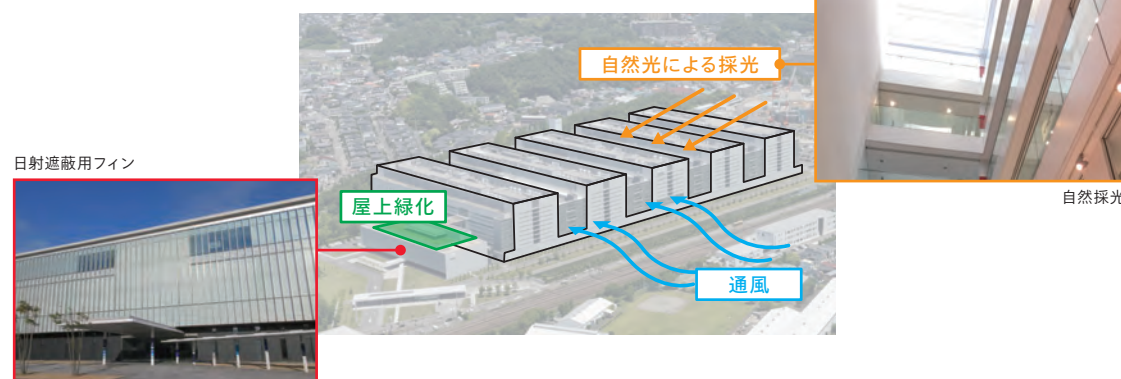 自然光による採光
日射遮蔽用フィン
屋上緑化
自然採光
通風